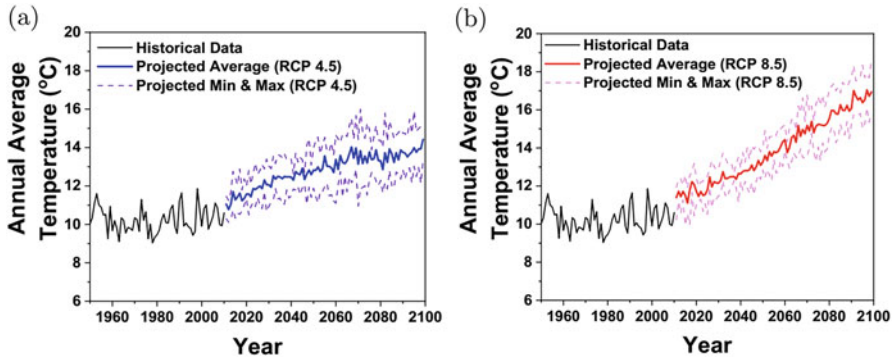 (a)
Annual Average
Temperature (ºC)
20
18
16
14
12
10
8
6
Historical Data
Projected Average (RCP 4.5)
Projected Min & Max (RCP 4.5)
1960 1980 2000 2020 2040 2060 2080 2100
Year
(b)
Annual Average
Temperature (ºC)
20
18
16
14
12
10
8
6
Historical Data
Projected Average (RCP 8.5)
Projected Min & Max (RCP 8.5)
1960 1980 2000 2020 2040 2060 2080 2100
Year